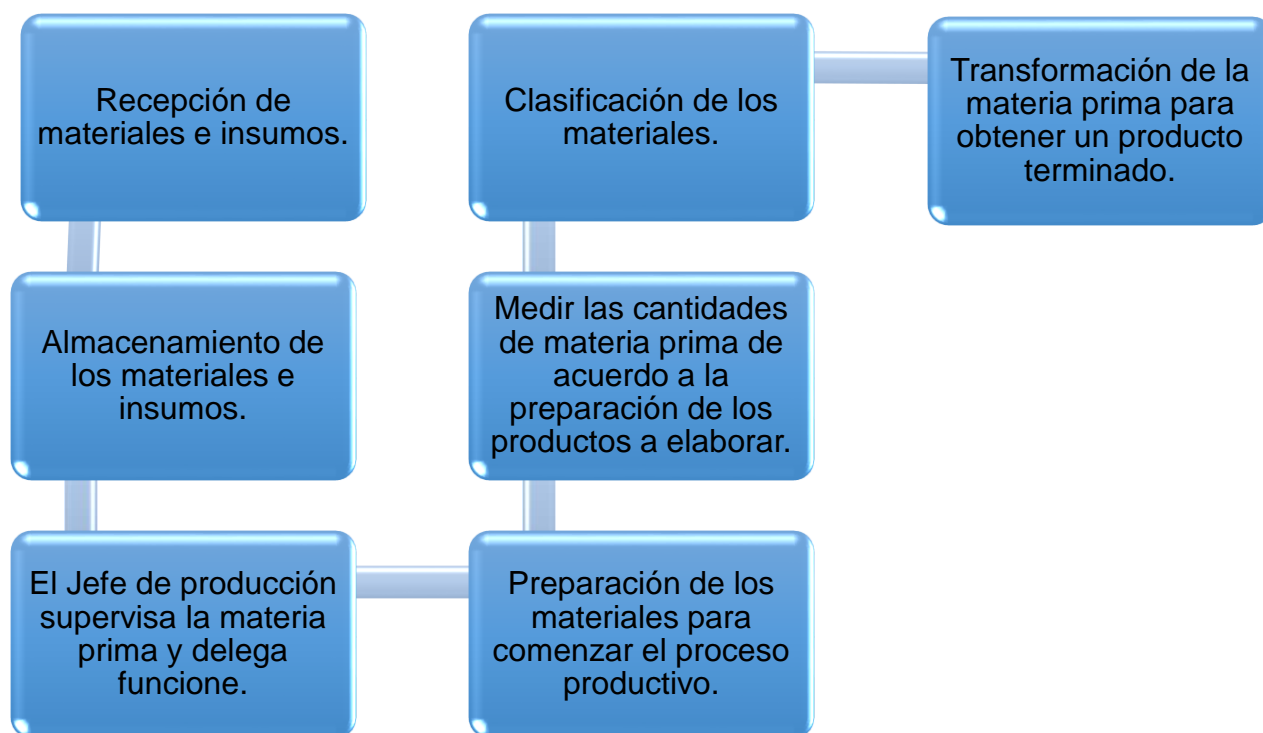 Recepción de
materiales e insumos.
Almacenamiento de
los materiales e
insumos.
El Jefe de producción
supervisa la materia
prima y delega
funcione.
Preparación de los
materiales para
comenzar el proceso
productivo.
Medir las cantidades
de materia prima de
acuerdo a la
preparación de los
productos a elaborar.
Clasificación de los
materiales.
Transformación de la
materia prima para
obtener un producto
terminado.